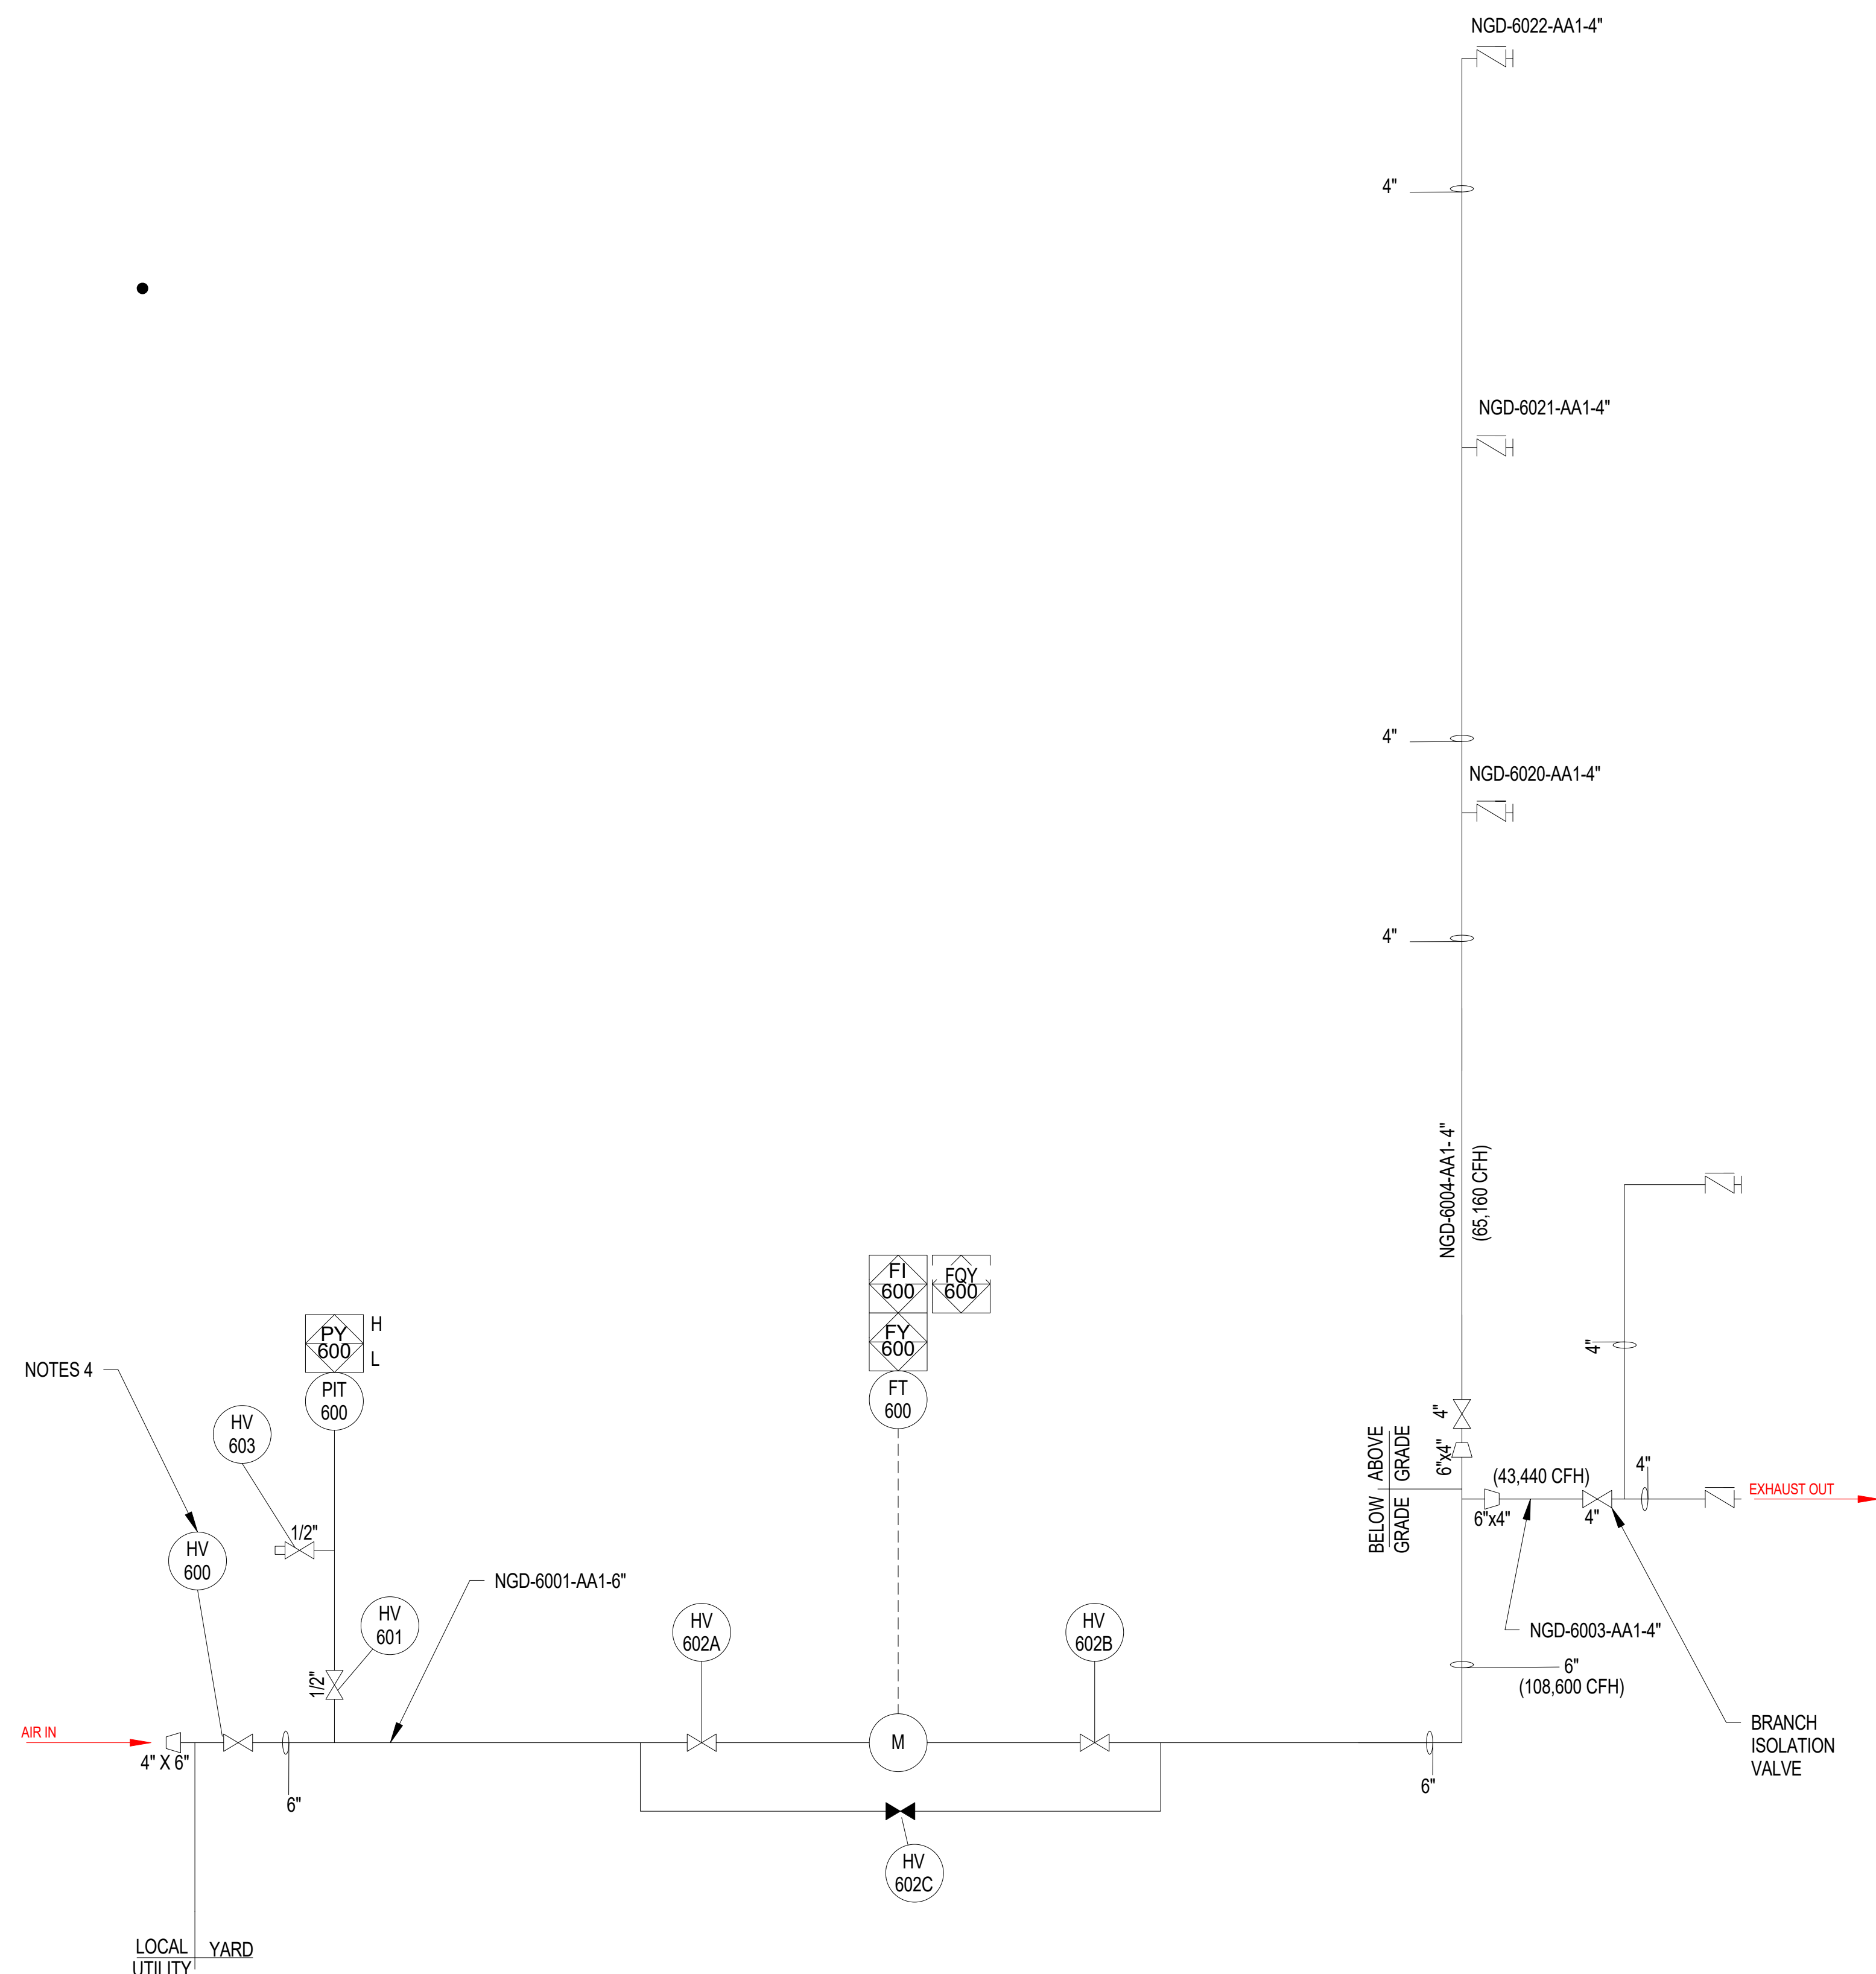 NGD-6022-AA1-4"
4"
NGD-6021-AA1-4"
4"
NGD-6020-AA1-4"
4"
NGD-6004-AA1- 4"
(65,160 CFH)
FI
600
FQY
600
FY
600
FT
600
PY
600
H
L
PIT
600
NOTES 4
HV
603
1/2"
HV
600
HV
601
1/2"
NGD-6001-AA1-6"
HV
602A
HV
602B
4"
4"
6"x4"
ABOVE
GRADE
BELOW
GRADE
(43,440 CFH)
4"
EXHAUST OUT
6"x4"
4"
NGD-6003-AA1-4"
6"
(108,600 CFH)
BRANCH
ISOLATION
VALVE
AIR IN
4" X 6"
6"
M
6"
HV
602C
LOCAL
UTILITY
YARD